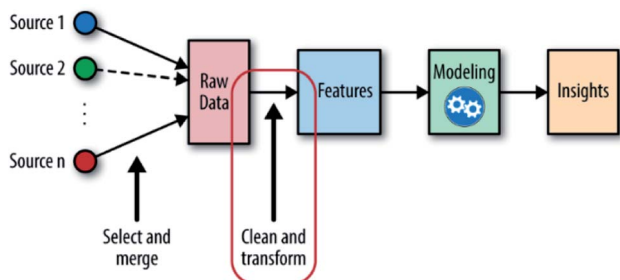 Source 1
Source 2
Source n
Raw
Data
Features
Modeling
Insights
Select and
merge
Clean and
transform